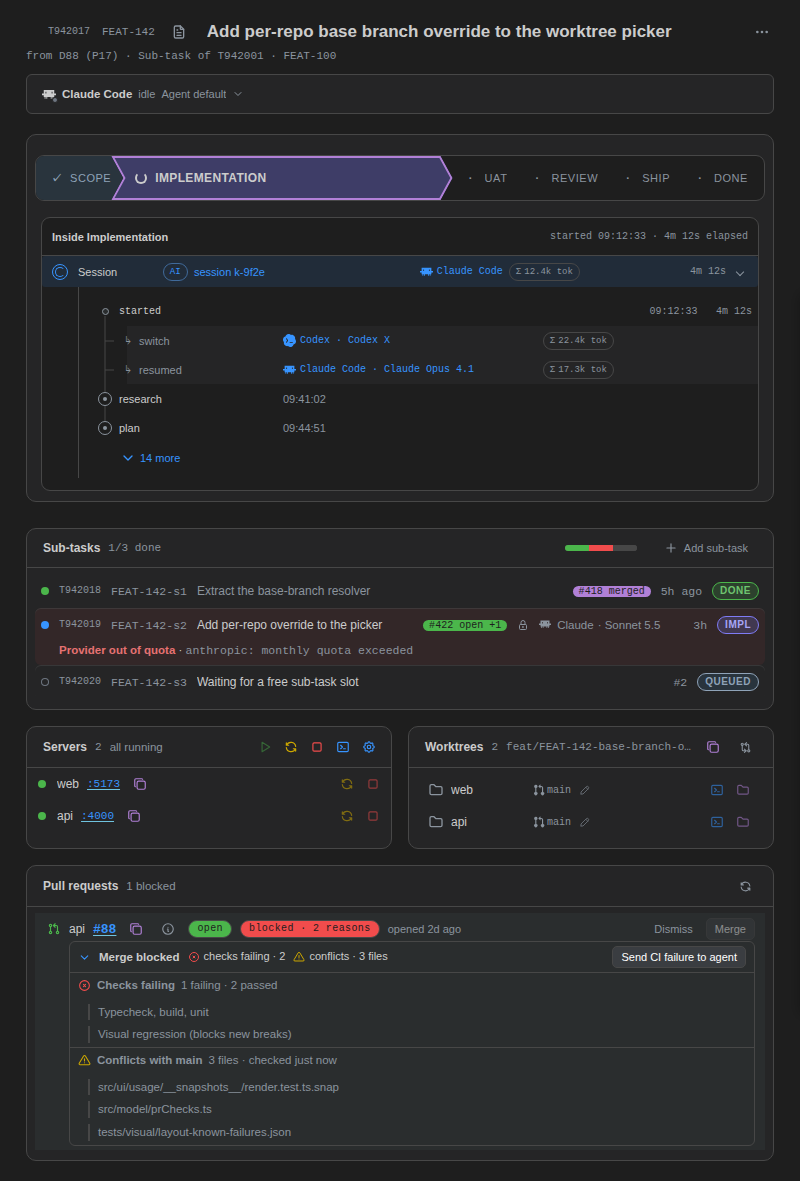 T942017 FEAT-142 Add per-repo base branch override to the worktree picker
from D88 (P17) · Sub-task of T942001 · FEAT-100
Claude Code idle Agent default
SCOPE IMPLEMENTATION · UAT · REVIEW · SHIP · DONE
Inside Implementation started 09:12:33 · 4m 12s elapsed
Session AI session k-9f2e Claude Code Σ 12.4k tok 4m 12s
started 09:12:33 4m 12s
↳ switch Codex · Codex X Σ 22.4k tok
↳ resumed Claude Code · Claude Opus 4.1 Σ 17.3k tok
research 09:41:02
plan 09:44:51
14 more
Sub-tasks 1/3 done Add sub-task
T942018 FEAT-142-s1 Extract the base-branch resolver #418 merged 5h ago DONE
T942019 FEAT-142-s2 Add per-repo override to the picker #422 open +1 Claude · Sonnet 5.5 3h IMPL
Provider out of quota · anthropic: monthly quota exceeded
T942020 FEAT-142-s3 Waiting for a free sub-task slot #2 QUEUED
Servers 2 all running
web :5173
api :4000
Worktrees 2 feat/FEAT-142-base-branch-o…
web main
api main
Pull requests 1 blocked
api #88 open blocked · 2 reasons opened 2d ago Dismiss Merge
Merge blocked checks failing · 2 conflicts · 3 files Send CI failure to agent
Checks failing 1 failing · 2 passed
Typecheck, build, unit
Visual regression (blocks new breaks)
Conflicts with main 3 files · checked just now
src/ui/usage/__snapshots__/render.test.ts.snap
src/model/prChecks.ts
tests/visual/layout-known-failures.json